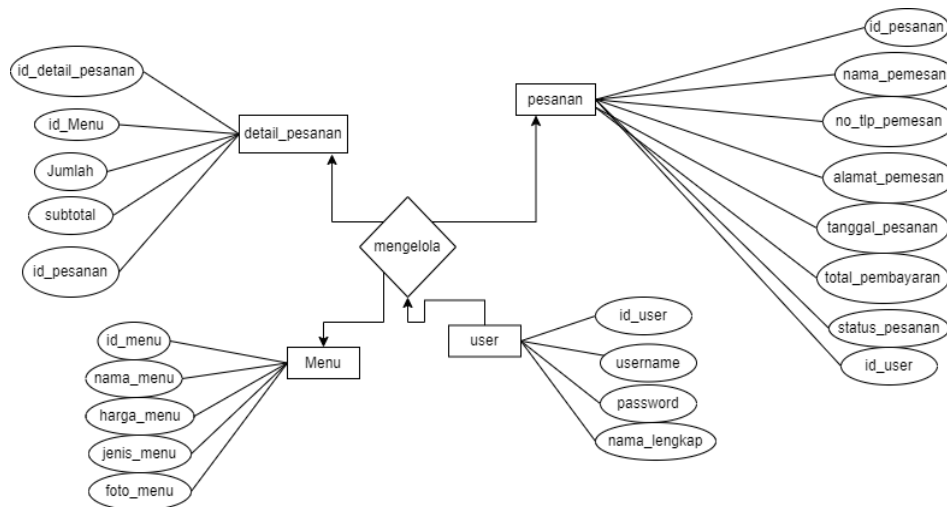 id_detail_pesanan
id_Menu
Jumlah
subtotal
id_pesanan
detail_pesanan
pesanan
id_pesanan
nama_pemesan
no_tlp_pemesan
alamat_pemesan
tanggal_pesanan
total_pembayaran
status_pesanan
id_user
mengelola
id_menu
nama_menu
harga_menu
jenis_menu
foto_menu
Menu
user
id_user
username
password
nama_lengkap